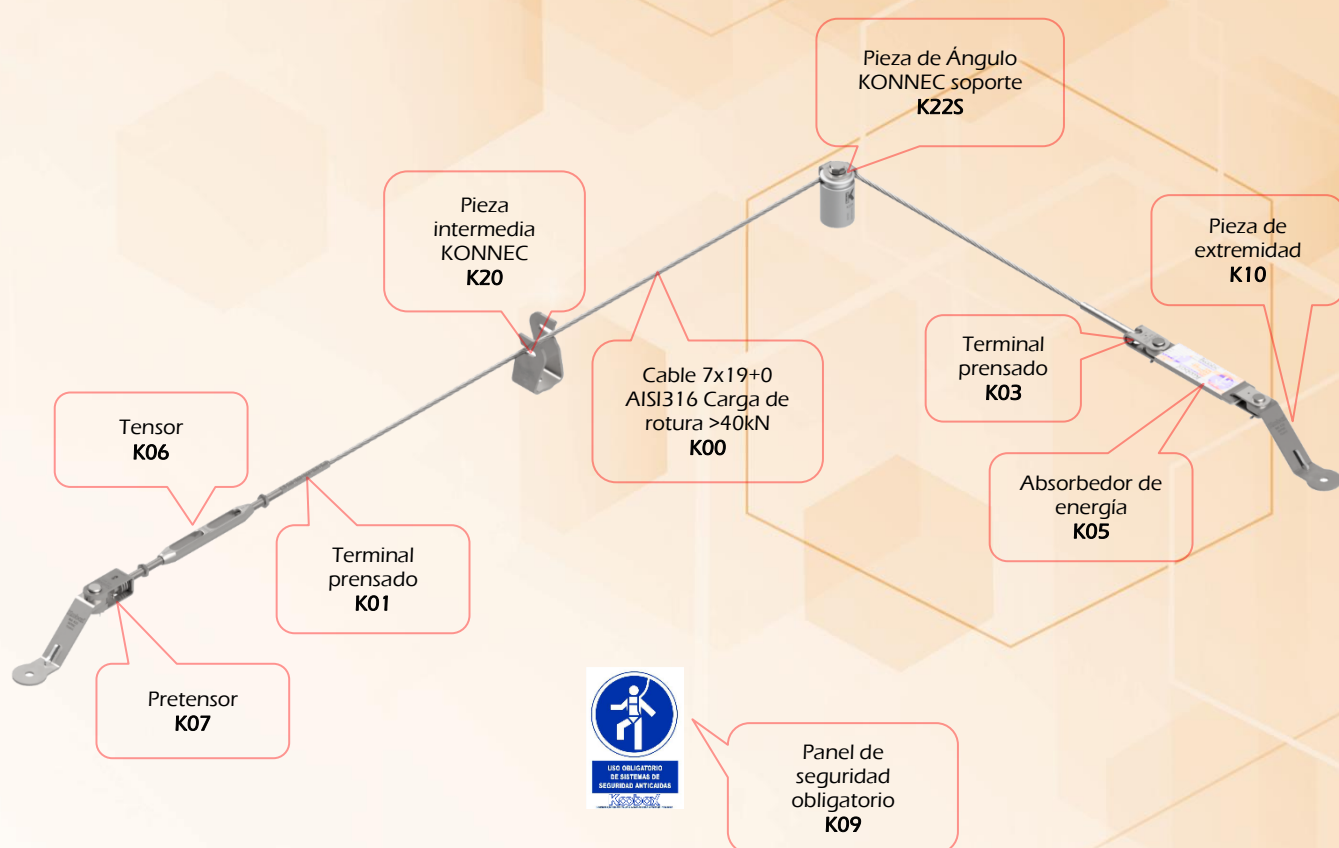 Pieza de Ángulo
KONNEC soporte
K22S
Pieza
intermedia
KONNEC
K20
Pieza de
extremidad
K10
Terminal
prensado
K03
Cable 7x19+0
AISI316 Carga de
rotura >40kN
K00
Tensor
K06
Absorbedor de
energía
K05
Terminal
prensado
K01
Pretensor
K07
USO OBLIGATORIO
DE SISTEMAS DE
SEGURIDAD ANTICAIDAS
Panel de
seguridad
obligatorio
K09